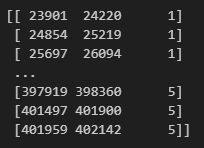 [[ 23901  24220      1]
 [ 24854  25219      1]
 [ 25697  26094      1]
 ...
 [397919 398360      5]
 [401497 401900      5]
 [401959 402142      5]]